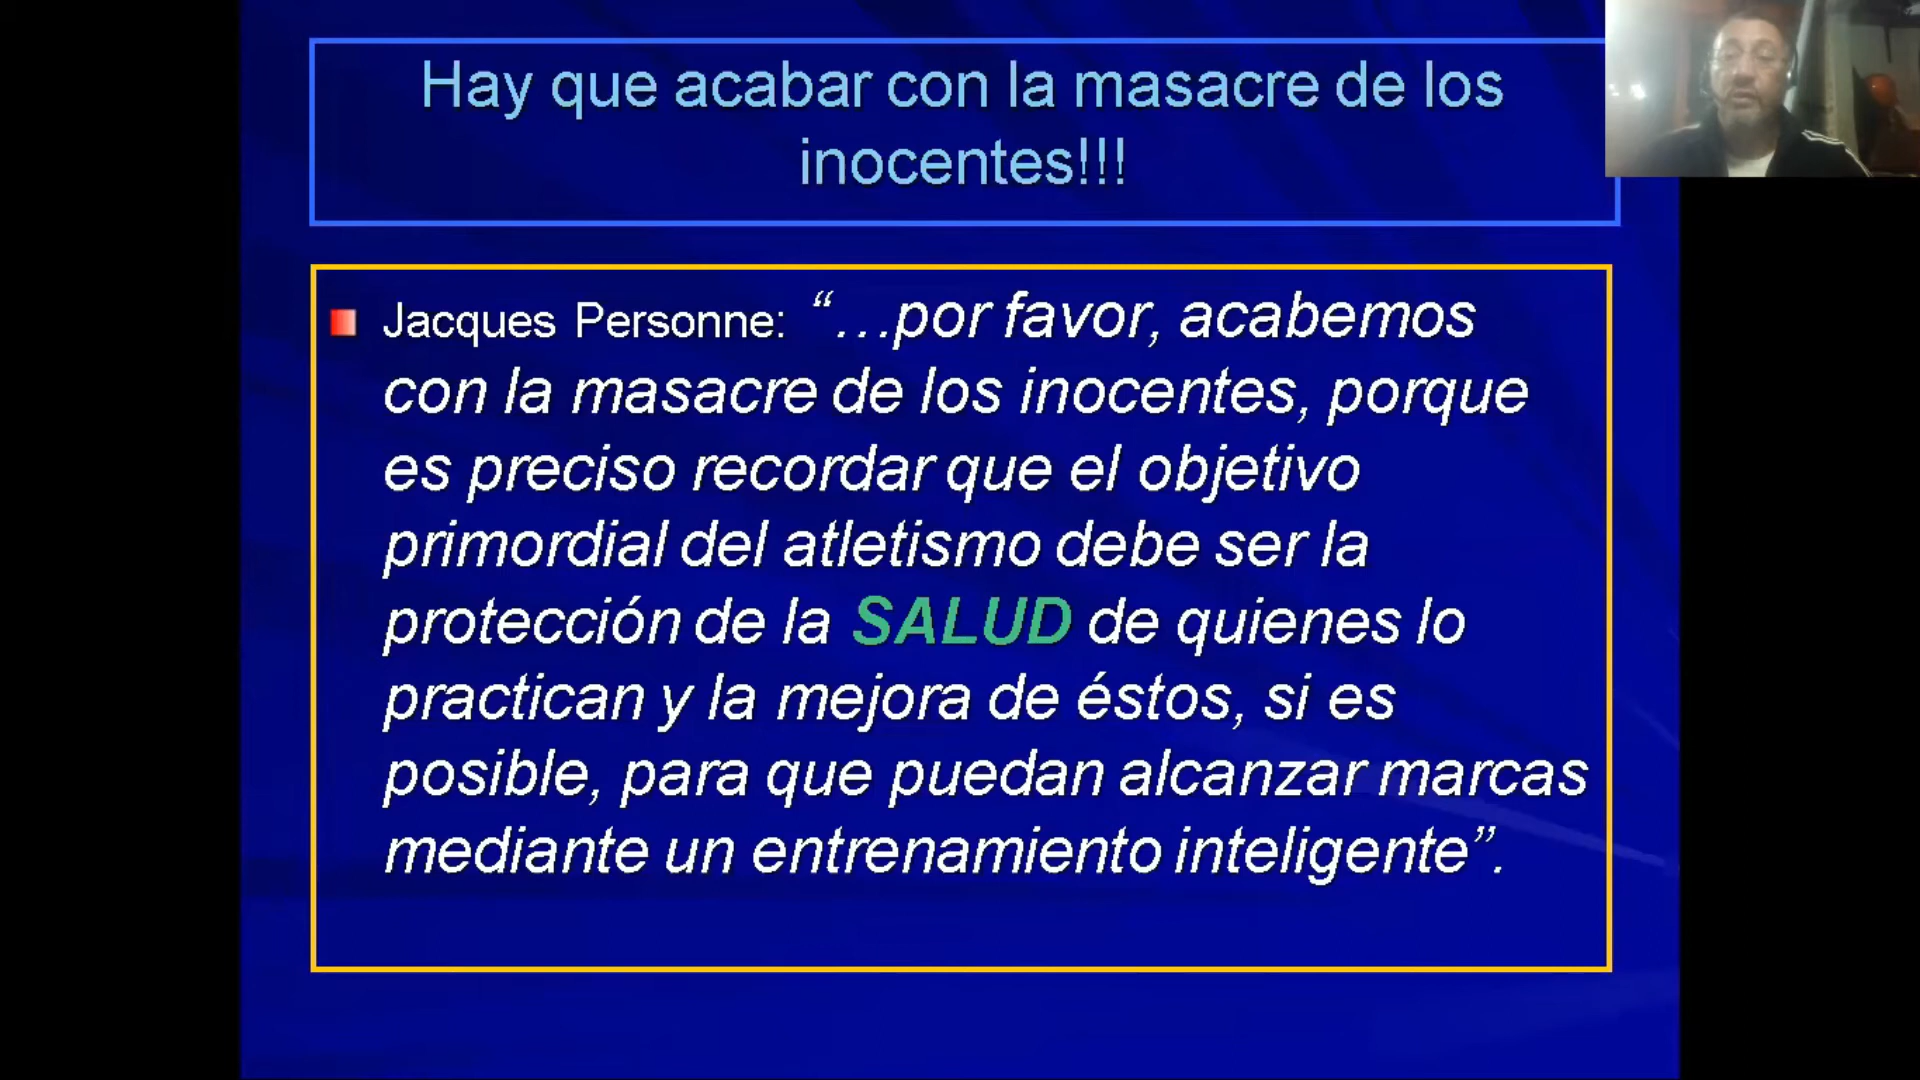 Hay que acabar con la masacre de los
inocentes!!!
Jacques Personne: “…por favor, acabemos
con la masacre de los inocentes, porque
es preciso recordar que el objetivo
primordial del atletismo debe ser la
protección de la SALUD de quienes lo
practican y la mejora de éstos, si es
posible, para que puedan alcanzar marcas
mediante un entrenamiento inteligente”.